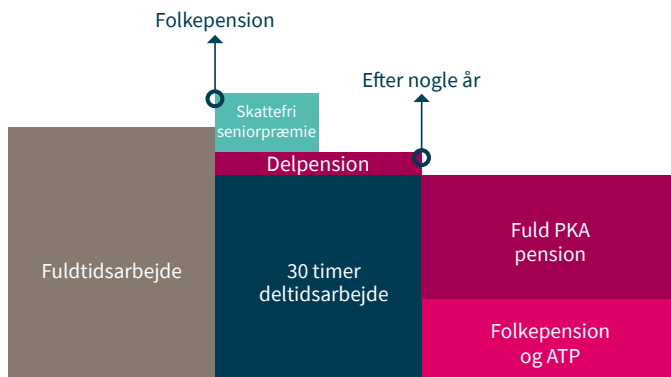 Folkepension
Efter nogle år
Skattefri
seniorpræmie
Delpension
Fuldtidsarbejde
30 timer
deltidsarbejde
Fuld PKA
pension
Folkepension
og ATP